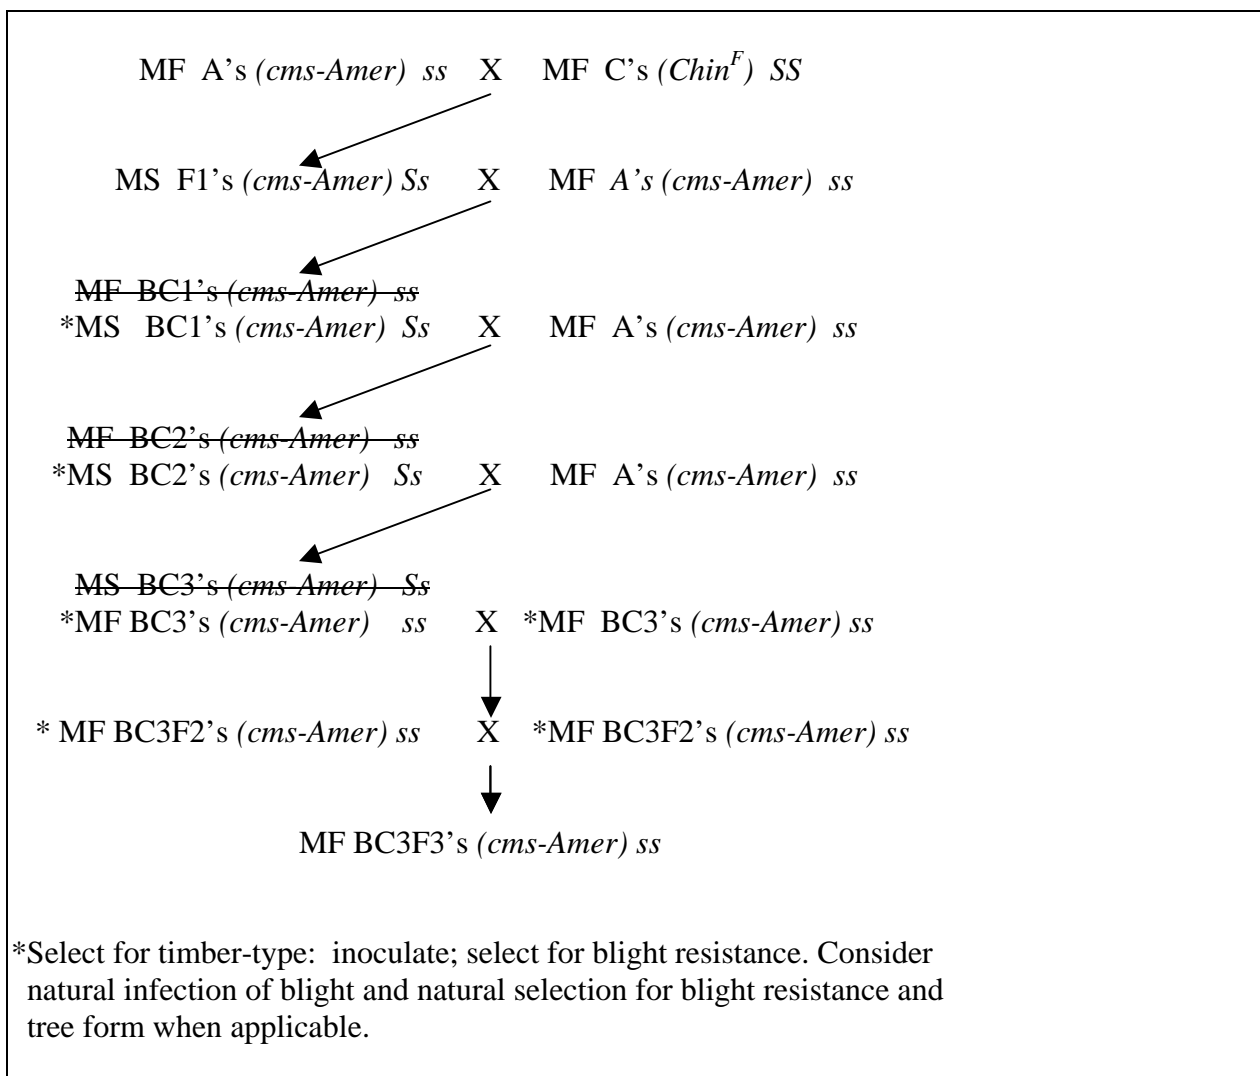 MF A's (cms-Amer) ss X MF C's (Chin^F) SS
MS F1's (cms-Amer) Ss X MF A's (cms-Amer) ss
MF BC1's (cms-Amer) ss
*MS BC1's (cms-Amer) Ss X MF A's (cms-Amer) ss
MF BC2's (cms-Amer) ss
*MS BC2's (cms-Amer) Ss X MF A's (cms-Amer) ss
MS BC3's (cms-Amer) Ss
*MF BC3's (cms-Amer) ss X *MF BC3's (cms-Amer) ss
* MF BC3F2's (cms-Amer) ss X *MF BC3F2's (cms-Amer) ss
MF BC3F3's (cms-Amer) ss
*Select for timber-type: inoculate; select for blight resistance. Consider
natural infection of blight and natural selection for blight resistance and
tree form when applicable.